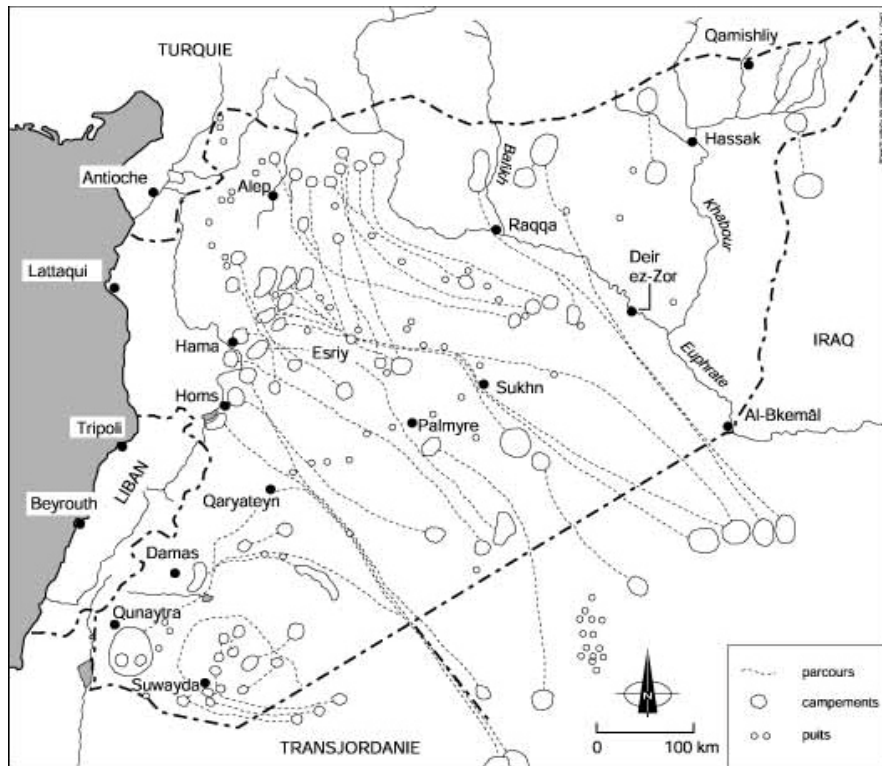 TURQUIE
Qamishliy
Antioche
Alep
Balikh
Hassak
Raqqa
Khabour
Lattaqui
Deir
ez-Zor
Hama
Esriy
Euphrate
IRAQ
Homs
Sukhn
Al-Bkemâl
Tripoli
Palmyre
LIBAN
Beyrouth
Qaryateyn
Damas
Qunaytra
Suwayda
TRANSJORDANIE
N
0 100 km
parcours
campements
puits